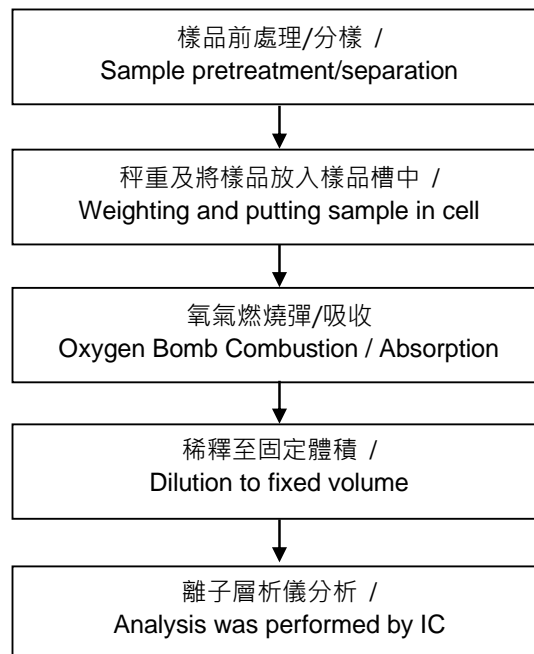 樣品前處理/分樣 /
Sample pretreatment/separation
秤重及將樣品放入樣品槽中 /
Weighting and putting sample in cell
氧氣燃燒彈/吸收
Oxygen Bomb Combustion / Absorption
稀釋至固定體積 /
Dilution to fixed volume
離子層析儀分析 /
Analysis was performed by IC